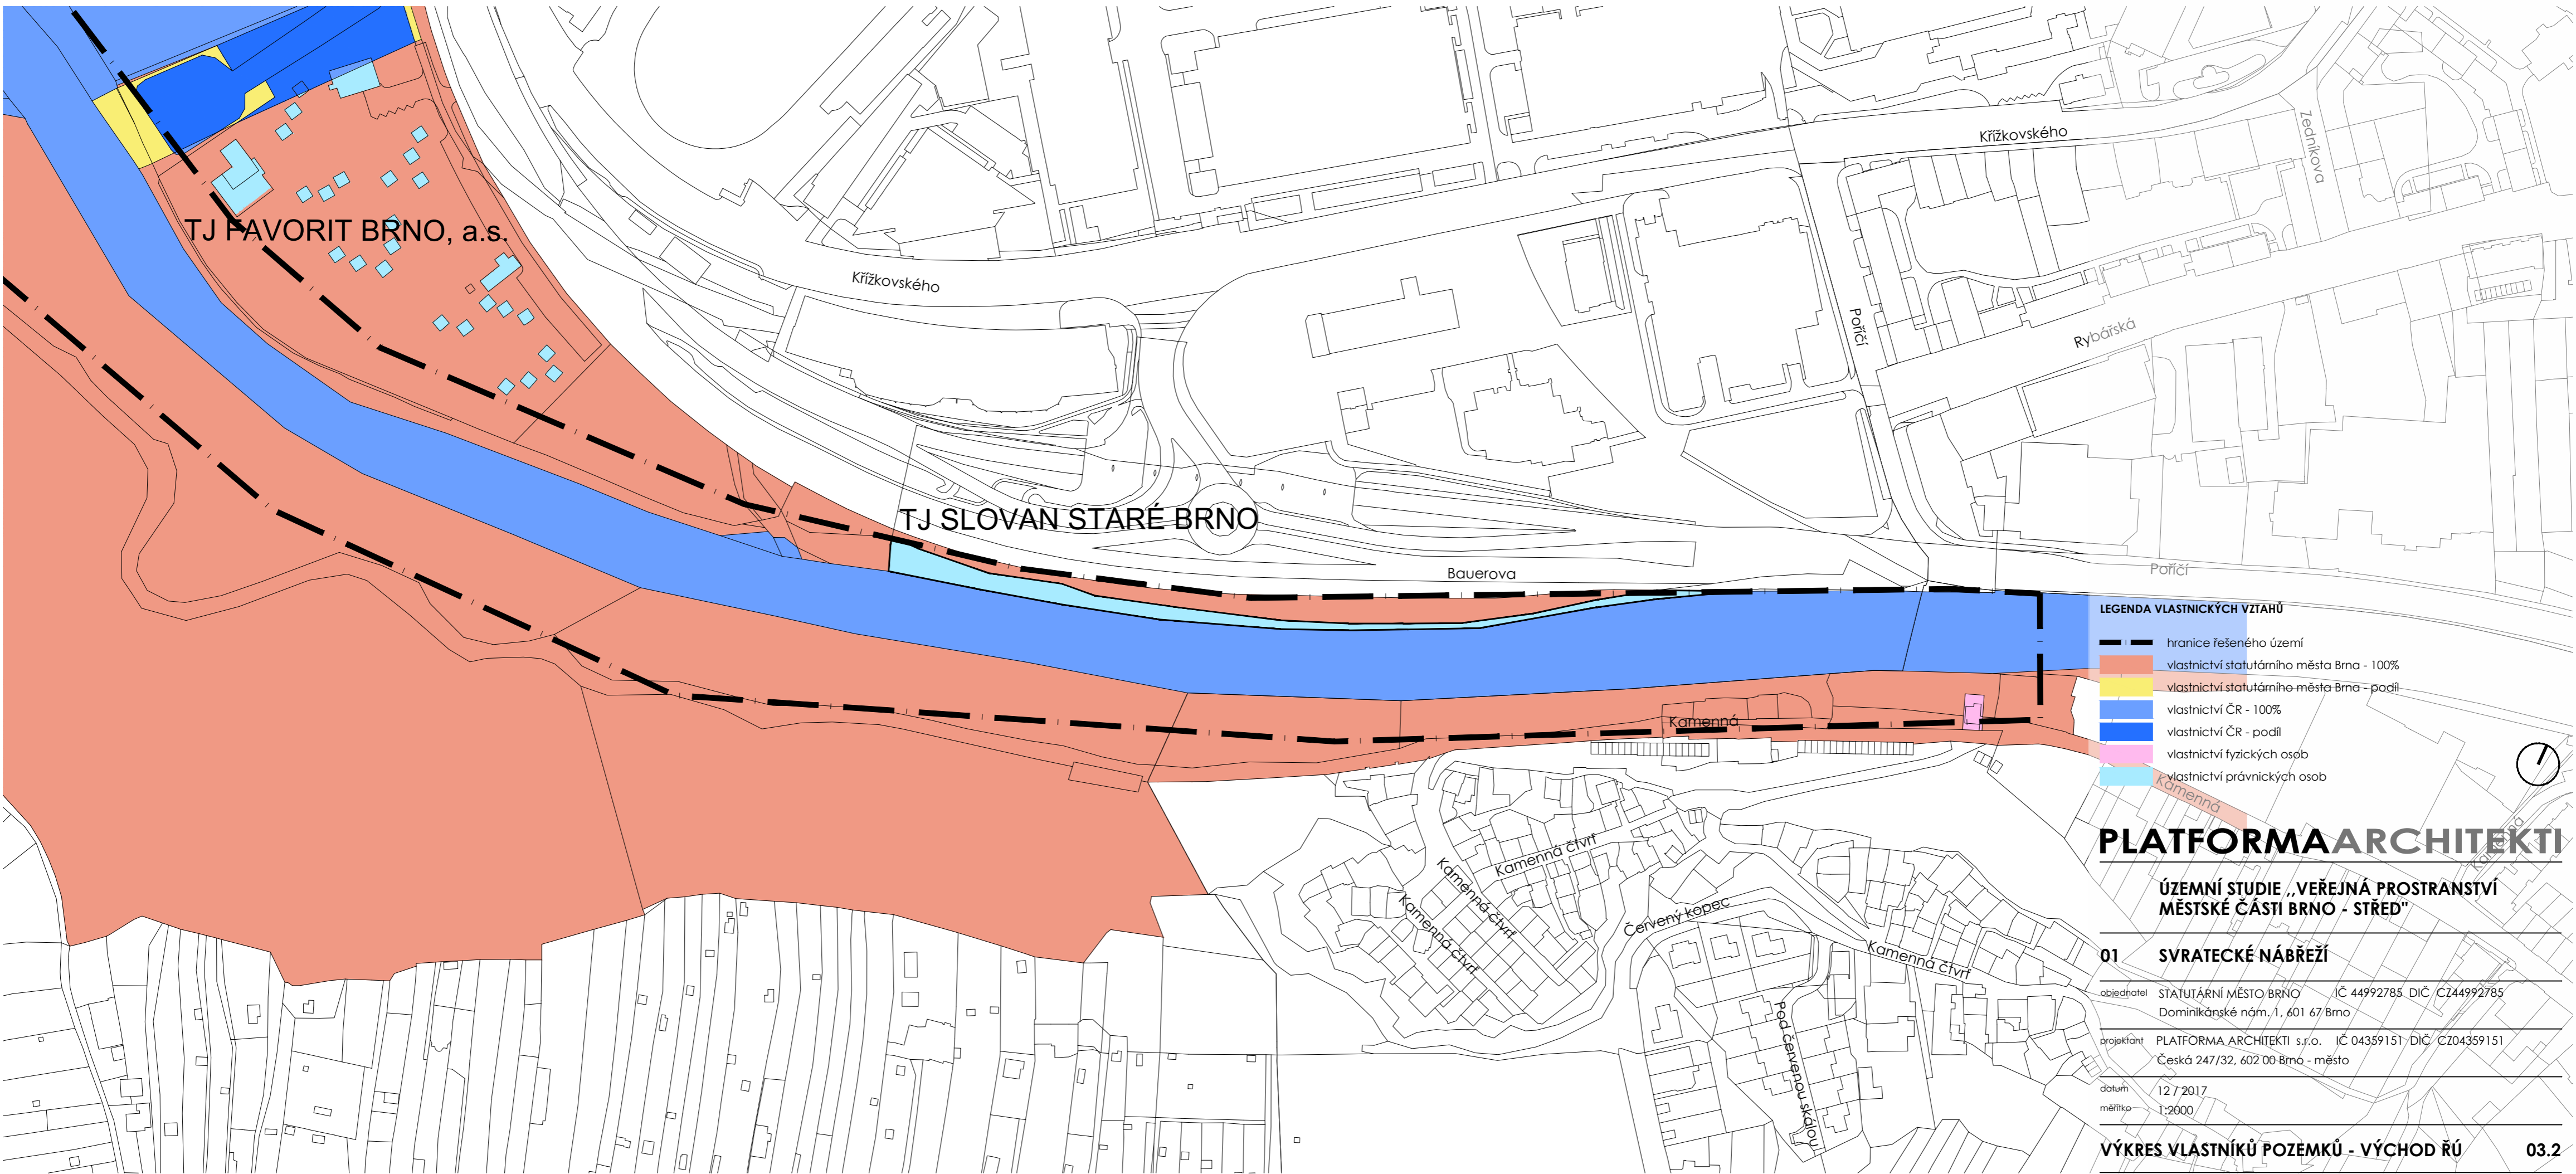 Křížkovského
Zedníkova
TJ FAVORIT BRNO, a.s.
Křížkovského
Poříčí
Rybářská
TJ SLOVAN STARÉ BRNO
Bauerova
Poříčí
Kamenná
Kamenná
Kamenná
Kamenná čtvrť
Kamenná čtvrť
Kamenná čtvrť
Červený kopec
Kamenná čtvrť
Pod červenou skálou
LEGENDA VLASTNICKÝCH VZTAHŮ
hranice řešeného území
vlastnictví statutárního města Brna - 100%
vlastnictví statutárního města Brna - podíl
vlastnictví ČR - 100%
vlastnictví ČR - podíl
vlastnictví fyzických osob
vlastnictví právnických osob
PLATFORMAARCHITEKTI
ÚZEMNÍ STUDIE ,,VEŘEJNÁ PROSTRANSTVÍ
MĚSTSKÉ ČÁSTI BRNO - STŘED"
01 SVRATECKÉ NÁBŘEŽÍ
objednatel STATUTÁRNÍ MĚSTO BRNO IČ 44992785 DIČ CZ44992785
Dominikánské nám. 1, 601 67 Brno
projektant PLATFORMA ARCHITEKTI s.r.o. IČ 04359151 DIČ CZ04359151
Česká 247/32, 602 00 Brno - město
datum 12 / 2017
měřítko 1:2000
VÝKRES VLASTNÍKŮ POZEMKŮ - VÝCHOD ŘÚ 03.2